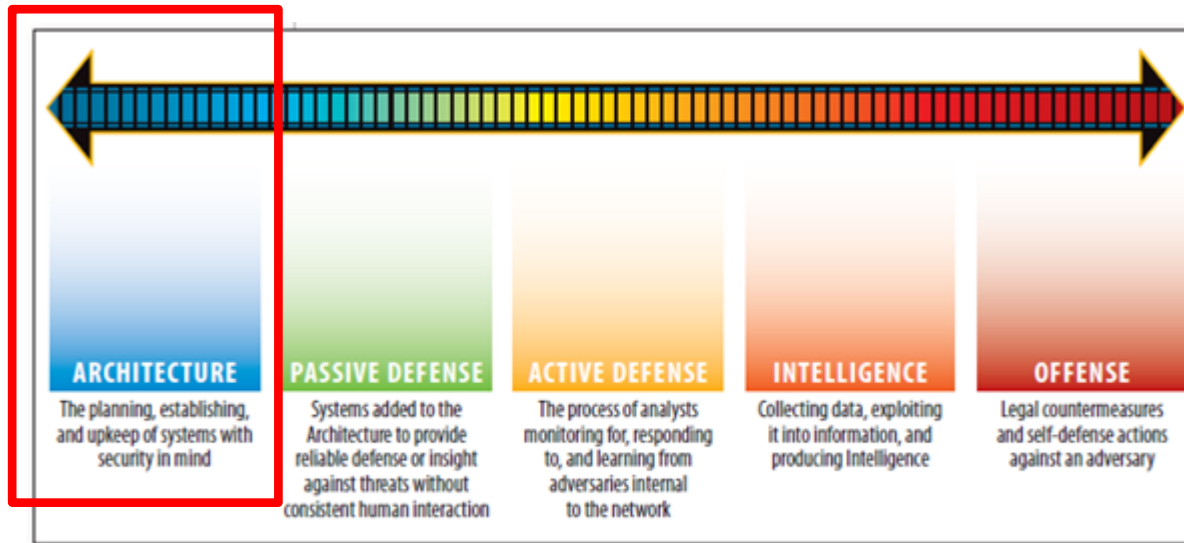 ARCHITECTURE
The planning, establishing,
and upkeep of systems with
security in mind
PASSIVE DEFENSE
Systems added to the
Architecture to provide
reliable defense or insight
against threats without
consistent human interaction
ACTIVE DEFENSE
The process of analysts
monitoring for, responding
to, and learning from
adversaries internal
to the network
INTELLIGENCE
Collecting data, exploiting
it into information, and
producing Intelligence
OFFENSE
Legal countermeasures
and self-defense actions
against an adversary